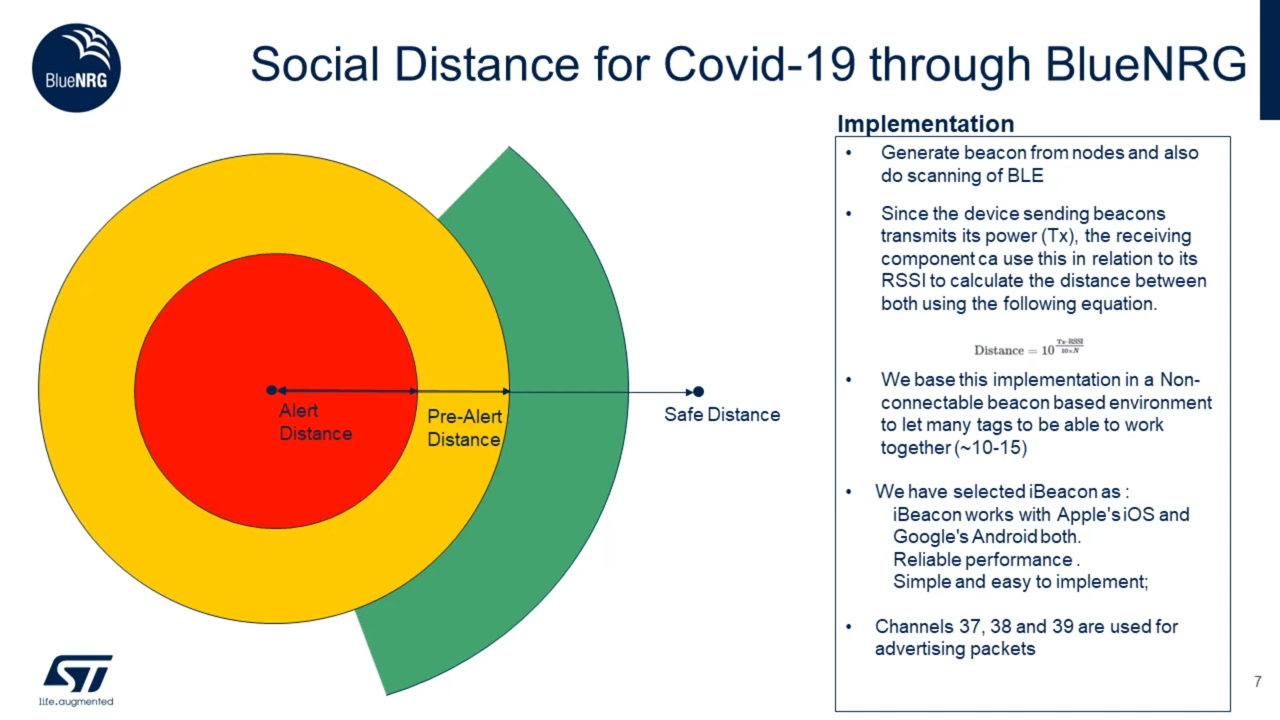 BlueNRG
Social Distance for Covid-19 through BlueNRG
Implementation
• Generate beacon from nodes and also
do scanning of BLE
• Since the device sending beacons
transmits its power (Tx), the receiving
component ca use this in relation to its
RSSI to calculate the distance between
both using the following equation.
Distance = 10^((Tx-RSSI)/(10×N))
• We base this implementation in a Non-
connectable beacon based environment
to let many tags to be able to work
together (~10-15)
• We have selected iBeacon as :
iBeacon works with Apple's iOS and
Google's Android both.
Reliable performance .
Simple and easy to implement;
• Channels 37, 38 and 39 are used for
advertising packets
Alert
Distance
Pre-Alert
Distance
Safe Distance
ST
life.augmented
7